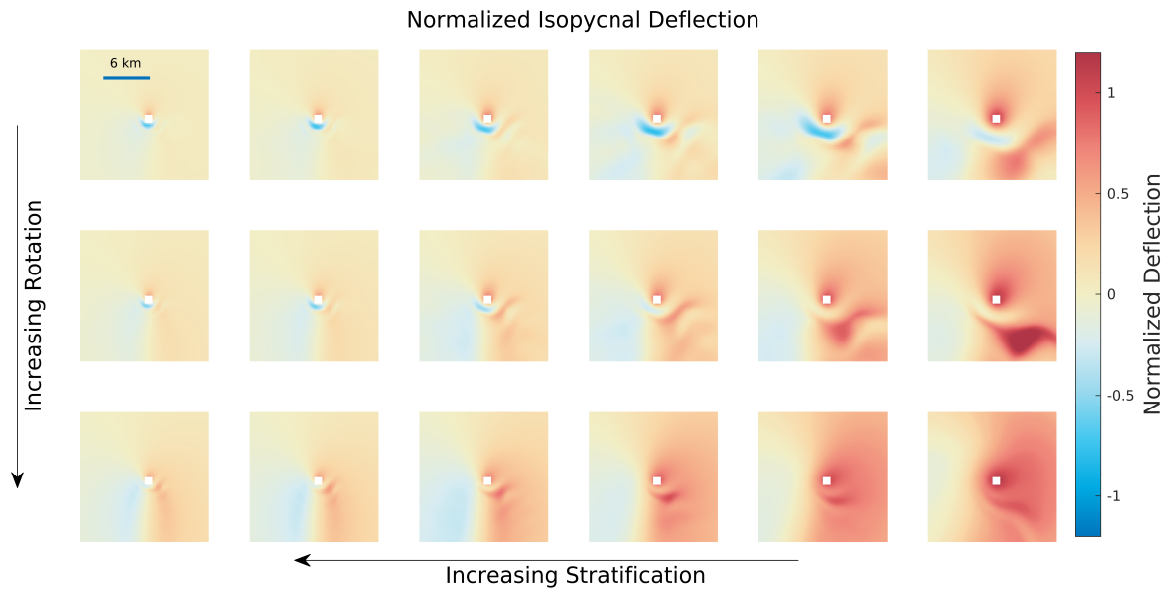 Normalized Isopycnal Deflection
6 km
Increasing Rotation
Increasing Stratification
1
0.5
0
-0.5
-1
Normalized Deflection